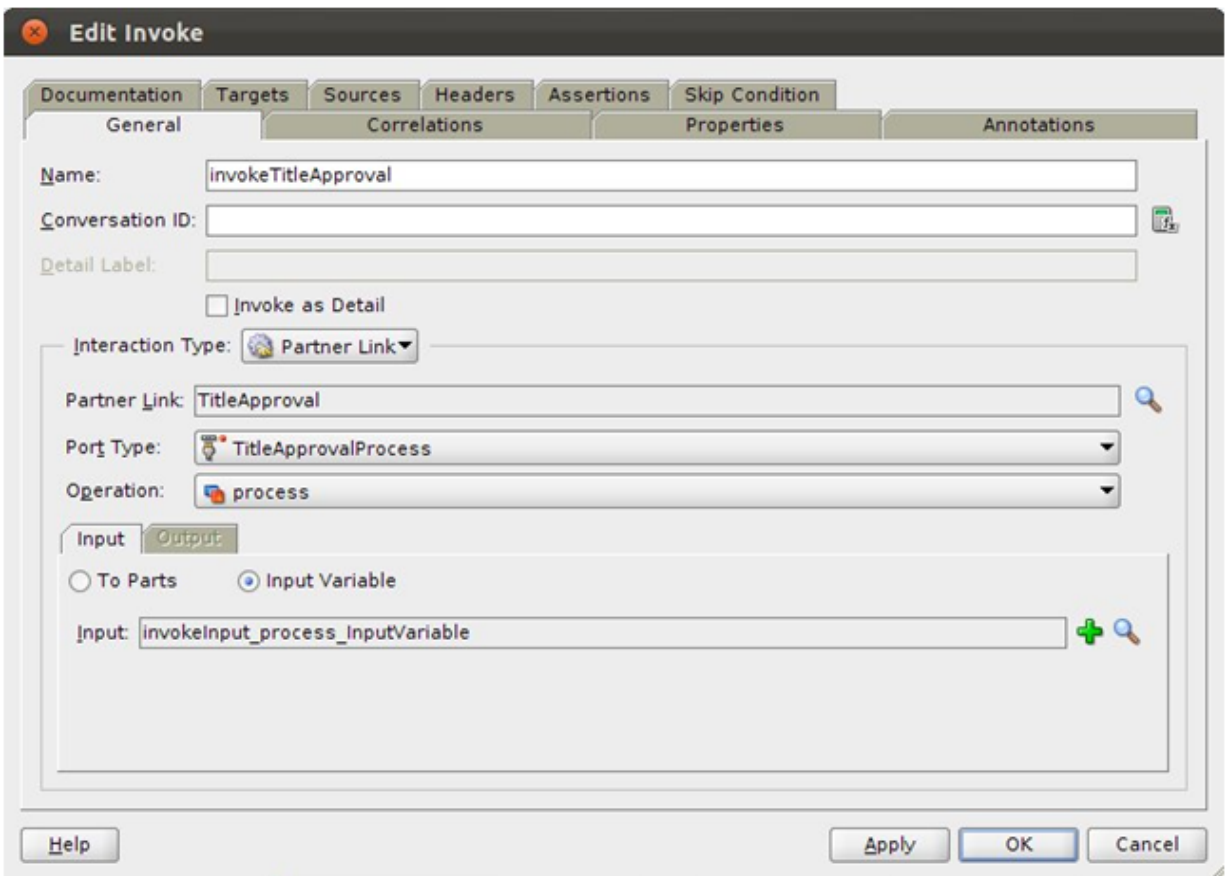 Edit Invoke
Documentation Targets Sources Headers Assertions Skip Condition
General Correlations Properties Annotations
Name: invokeTitleApproval
Conversation ID:
Detail Label:
Invoke as Detail
Interaction Type: Partner Link
Partner Link: TitleApproval
Port Type: TitleApprovalProcess
Operation: process
Input Output
To Parts Input Variable
Input: invokeInput_process_InputVariable
Help Apply OK Cancel